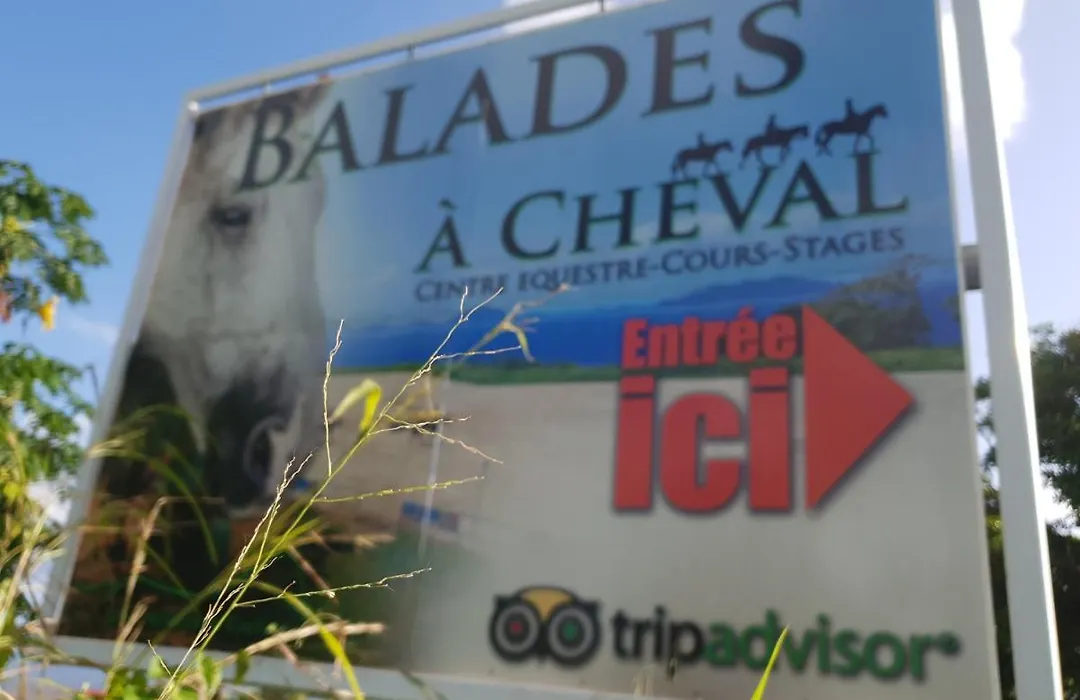 BALADES
À CHEVAL
CENTRE EQUESTRE-COURS-STAGES
Entrée
ici
tripadvisor®